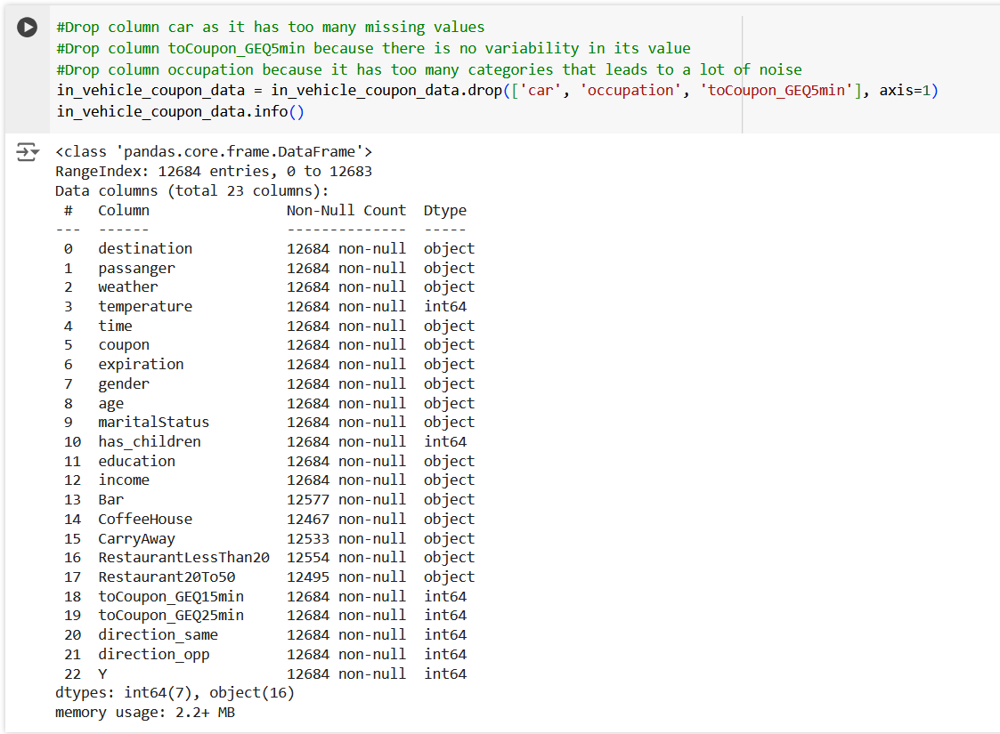 #Drop column car as it has too many missing values
#Drop column toCoupon_GEQ5min because there is no variability in its value
#Drop column occupation because it has too many categories that leads to a lot of noise
in_vehicle_coupon_data = in_vehicle_coupon_data.drop(['car', 'occupation', 'toCoupon_GEQ5min'], axis=1)
in_vehicle_coupon_data.info()
<class 'pandas.core.frame.DataFrame'>
RangeIndex: 12684 entries, 0 to 12683
Data columns (total 23 columns):
 #   Column                Non-Null Count  Dtype
---  ------                --------------  -----
 0   destination           12684 non-null  object
 1   passanger             12684 non-null  object
 2   weather               12684 non-null  object
 3   temperature           12684 non-null  int64
 4   time                  12684 non-null  object
 5   coupon                12684 non-null  object
 6   expiration            12684 non-null  object
 7   gender                12684 non-null  object
 8   age                   12684 non-null  object
 9   maritalStatus         12684 non-null  object
 10  has_children          12684 non-null  int64
 11  education             12684 non-null  object
 12  income                12684 non-null  object
 13  Bar                   12577 non-null  object
 14  CoffeeHouse           12467 non-null  object
 15  CarryAway             12533 non-null  object
 16  RestaurantLessThan20  12554 non-null  object
 17  Restaurant20To50      12495 non-null  object
 18  toCoupon_GEQ15min     12684 non-null  int64
 19  toCoupon_GEQ25min     12684 non-null  int64
 20  direction_same        12684 non-null  int64
 21  direction_opp         12684 non-null  int64
 22  Y                     12684 non-null  int64
dtypes: int64(7), object(16)
memory usage: 2.2+ MB